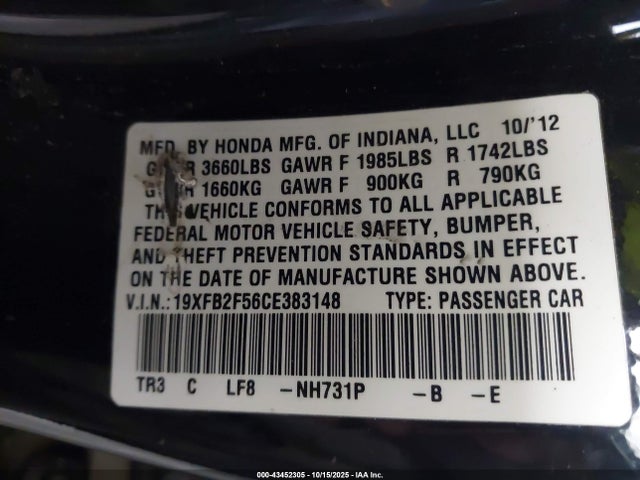 MFD. BY HONDA MFG. OF INDIANA, LLC 10/'12
3660LBS GAWR F 1985LBS R 1742LBS
1660KG GAWR F 900KG R 790KG
THIS VEHICLE CONFORMS TO ALL APPLICABLE
FEDERAL MOTOR VEHICLE SAFETY, BUMPER,
AND THEFT PREVENTION STANDARDS IN EFFECT
ON THE DATE OF MANUFACTURE SHOWN ABOVE.
V.I.N.:19XFB2F56CE383148 TYPE: PASSENGER CAR
TR3 C LF8 -NH731P -B -E
000-43452305 - 10/15/2025 - IAA Inc.